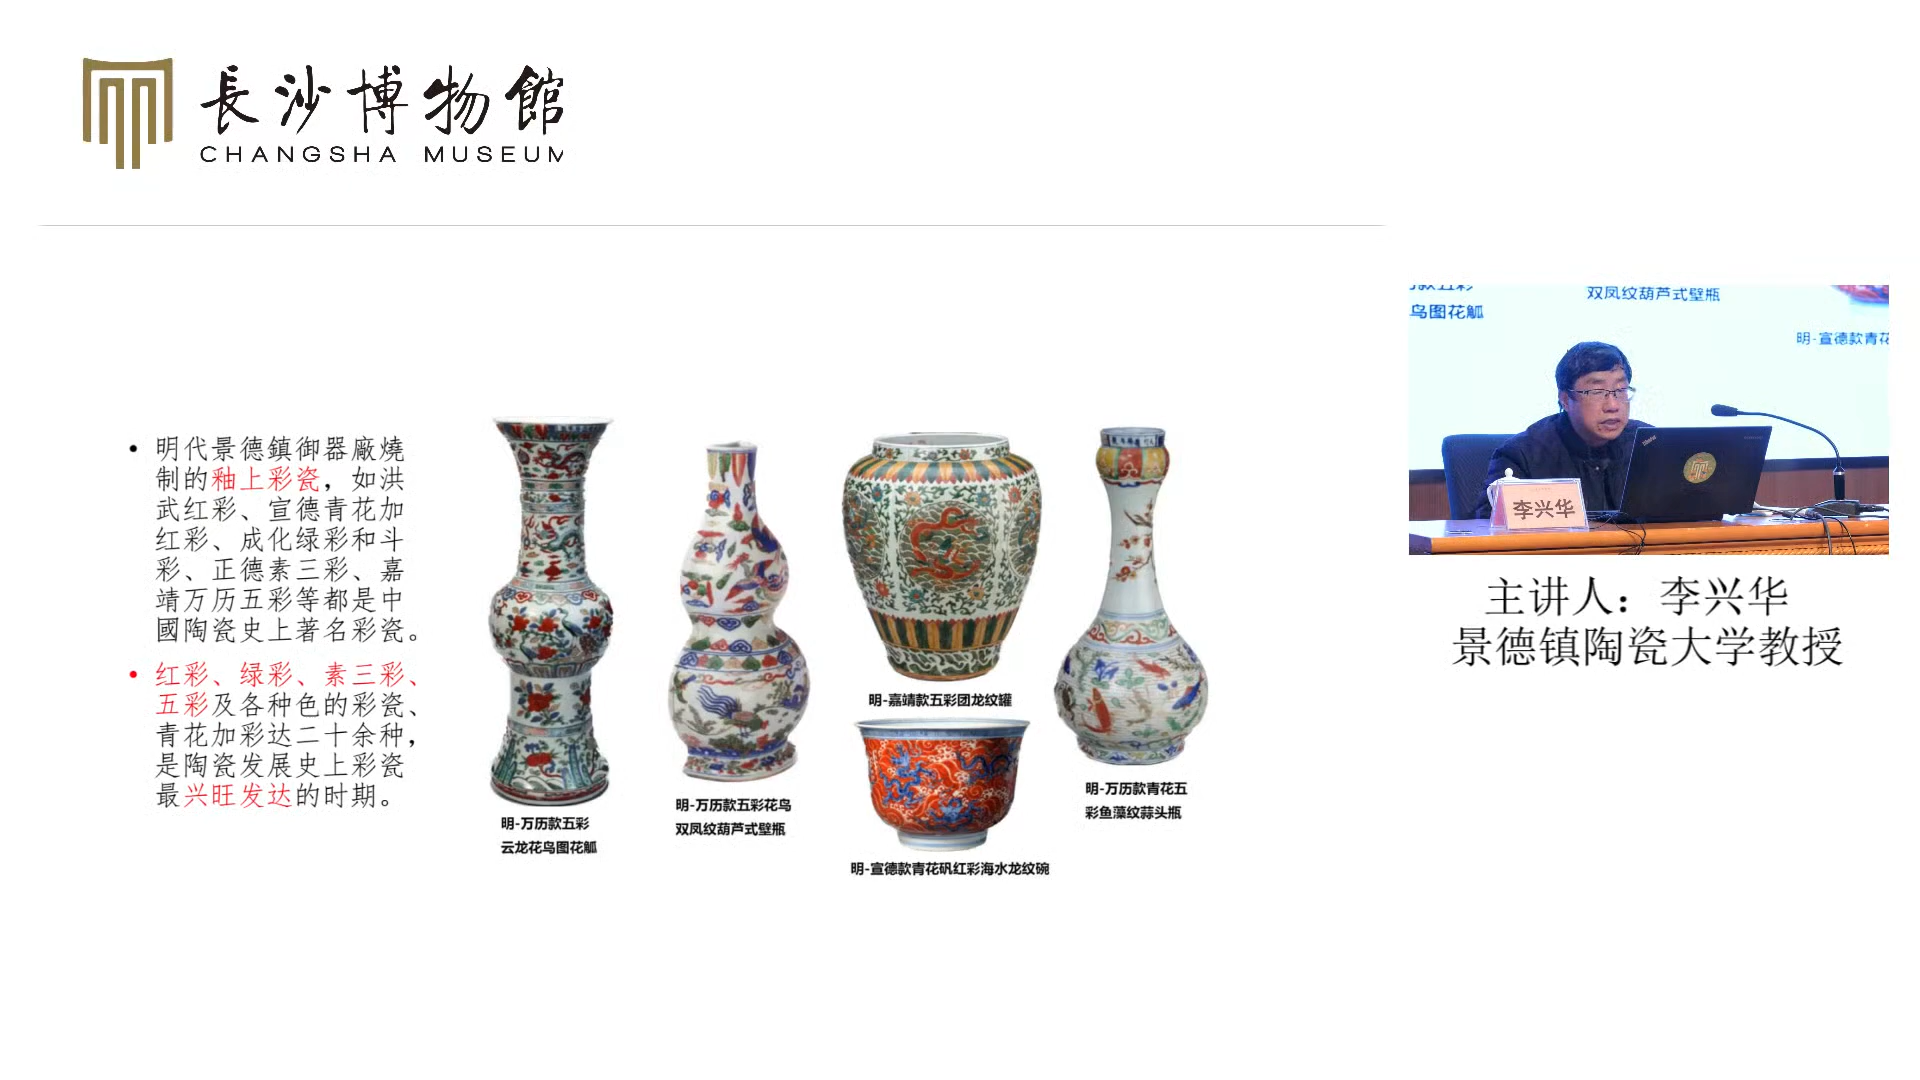 長沙博物館
CHANGSHA MUSEUM
• 明代景德鎮御器廠燒
制的釉上彩瓷，如洪
武红彩、宣德青花加
红彩、成化绿彩和斗
彩、正德素三彩、嘉
靖万历五彩等都是中
國陶瓷史上著名彩瓷。
• 红彩、绿彩、素三彩、
五彩及各种色的彩瓷、
青花加彩达二十余种，
是陶瓷发展史上彩瓷
最兴旺发达的时期。
明-万历款五彩
云龙花鸟图花觚
明-万历款五彩花鸟
双凤纹葫芦式壁瓶
明-嘉靖款五彩团龙纹罐
明-宣德款青花矾红彩海水龙纹碗
明-万历款青花五
彩鱼藻纹蒜头瓶
鸟图花觚
双凤纹葫芦式壁瓶
明-宣德款青花
李兴华
主讲人：李兴华
景德镇陶瓷大学教授